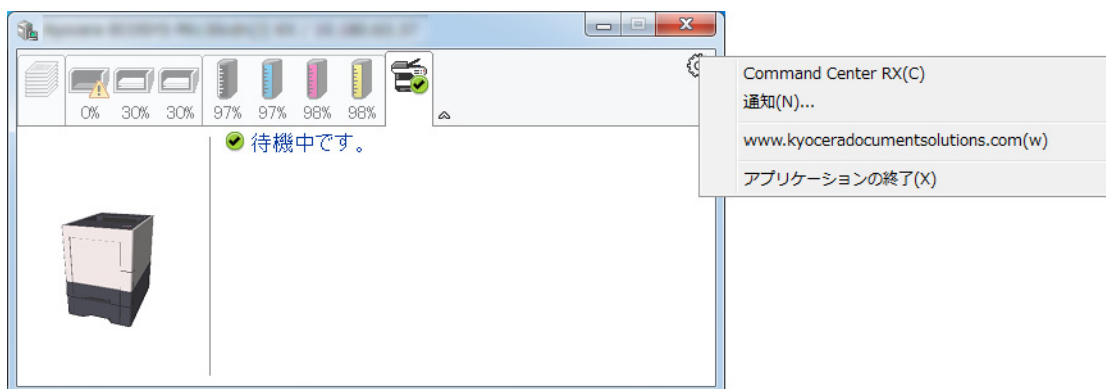 0% 30% 30% 97% 97% 98% 98%
待機中です。
Command Center RX(C)
通知(N)...
www.kyoceradocumentsolutions.com(w)
アプリケーションの終了(X)